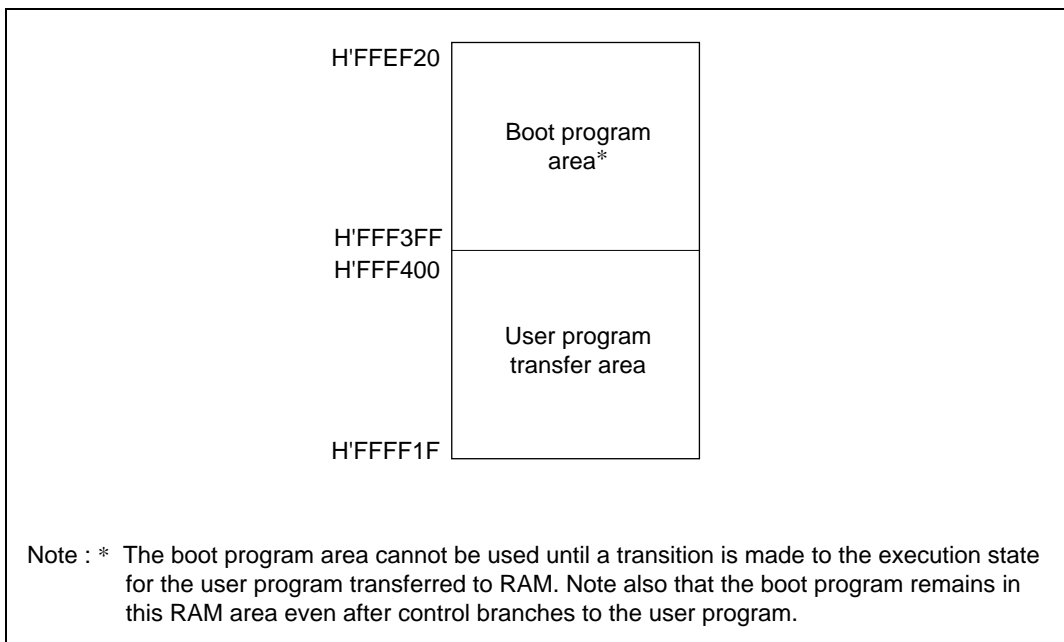 H'FFEF20
Boot program
area*
H'FFF3FF
H'FFF400
User program
transfer area
H'FFFF1F
Note : * The boot program area cannot be used until a transition is made to the execution state
for the user program transferred to RAM. Note also that the boot program remains in
this RAM area even after control branches to the user program.